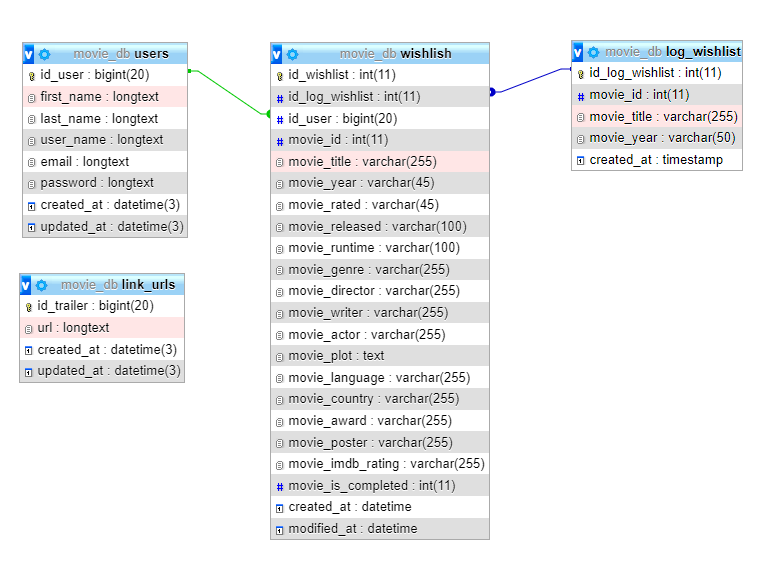 movie_db users
id_user : bigint(20)
first_name : longtext
last_name : longtext
user_name : longtext
email : longtext
password : longtext
created_at : datetime(3)
updated_at : datetime(3)
movie_db link_urls
id_trailer : bigint(20)
url : longtext
created_at : datetime(3)
updated_at : datetime(3)
movie_db wishlish
id_wishlist : int(11)
id_log_wishlist : int(11)
id_user : bigint(20)
movie_id : int(11)
movie_title : varchar(255)
movie_year : varchar(45)
movie_rated : varchar(45)
movie_released : varchar(100)
movie_runtime : varchar(100)
movie_genre : varchar(255)
movie_director : varchar(255)
movie_writer : varchar(255)
movie_actor : varchar(255)
movie_plot : text
movie_language : varchar(255)
movie_country : varchar(255)
movie_award : varchar(255)
movie_poster : varchar(255)
movie_imdb_rating : varchar(255)
movie_is_completed : int(11)
created_at : datetime
modified_at : datetime
movie_db log_wishlist
id_log_wishlist : int(11)
movie_id : int(11)
movie_title : varchar(255)
movie_year : varchar(50)
created_at : timestamp